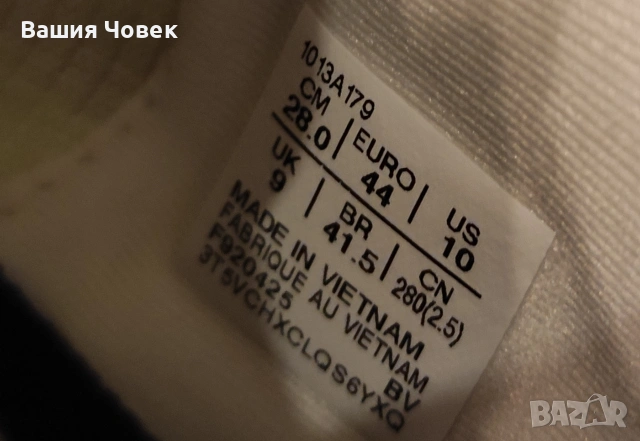 Вашия Човек
1013A179
CM EURO US
28.0 44 10
UK BR CN
9 41.5 280(2.5)
MADE IN VIETNAM
FABRIQUE AU VIETNAM
F920425 BV
3T5VCHXCLQS6YXQ
BAZAR